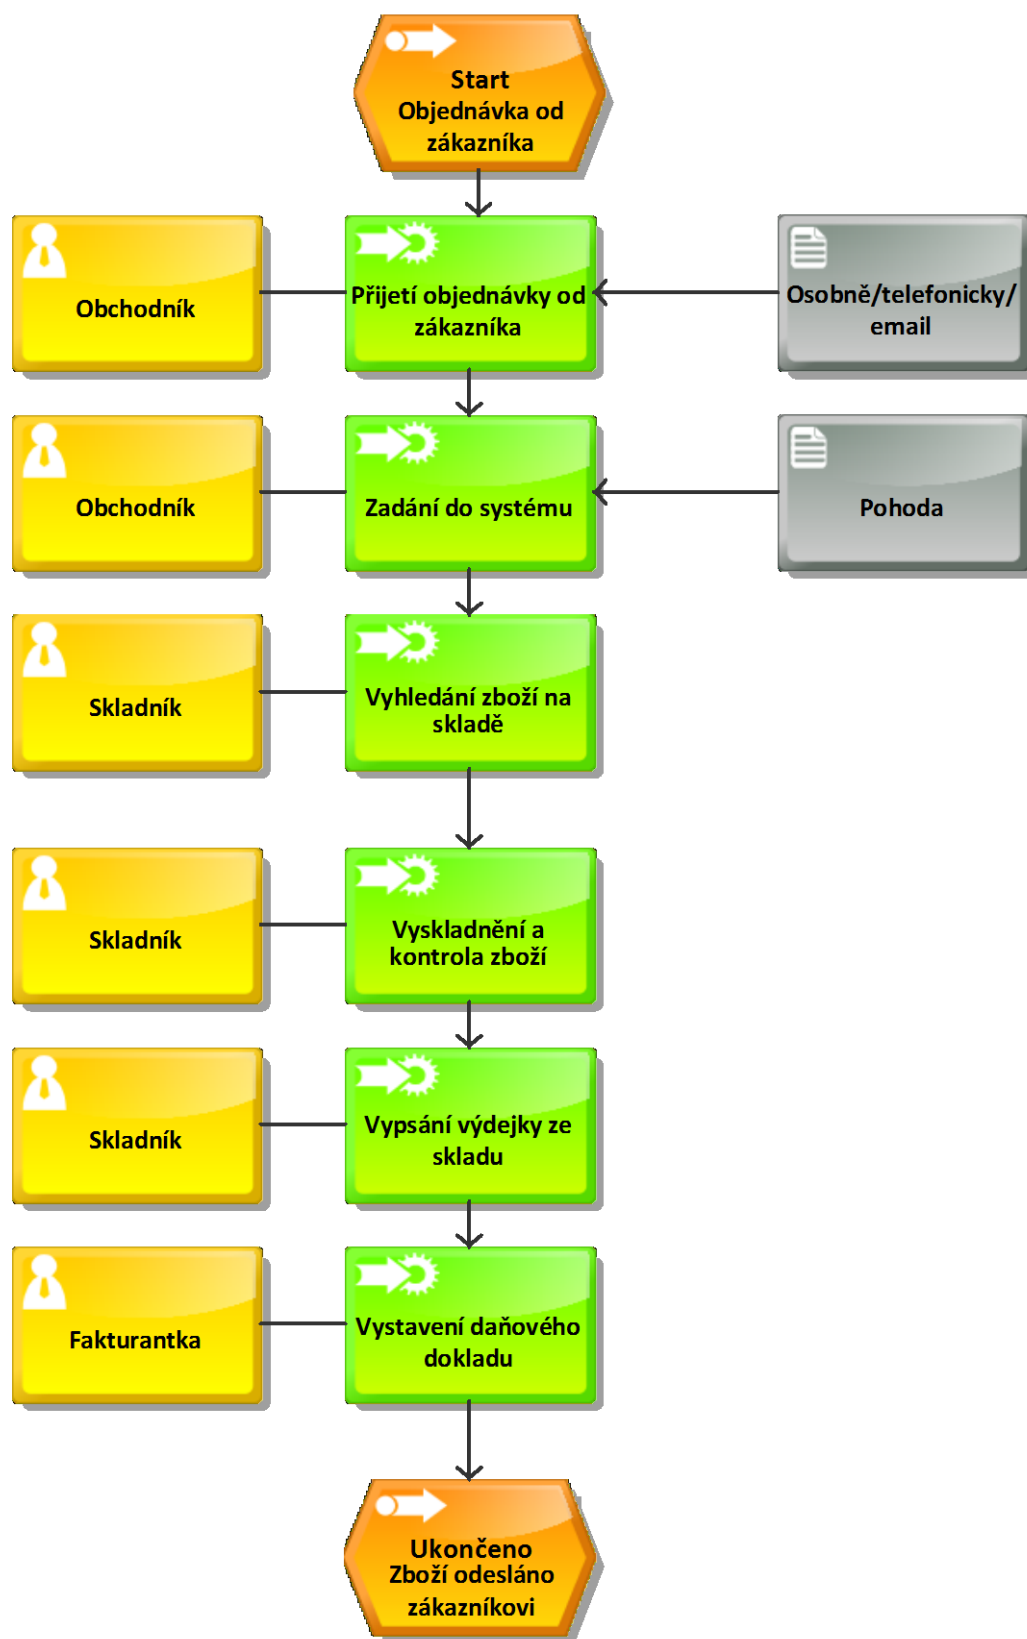 Start
Objednávka od
zákazníka
Obchodník
Přijetí objednávky od
zákazníka
Osobně/telefonicky/
email
Obchodník
Zadání do systému
Pohoda
Skladník
Vyhledání zboží na
skladě
Skladník
Vyskladnění a
kontrola zboží
Skladník
Vypsání výdejky ze
skladu
Fakturantka
Vystavení daňového
dokladu
Ukončeno
Zboží odesláno
zákazníkovi